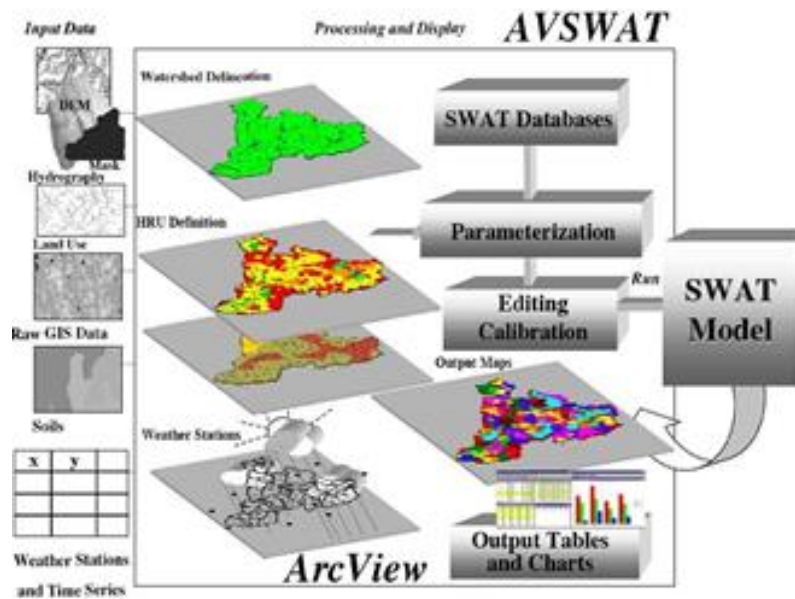 Input Data
Processing and Display
AVSWAT
Watershed Delineation
DEM
Mask
SWAT Databases
Hydrography
HRU Definition
Parameterization
Land Use
Run
SWAT
Model
Editing
Calibration
Raw GIS Data
Output Maps
Soils
Weather Stations
x y
Output Tables
and Charts
Weather Stations
and Time Series
ArcView